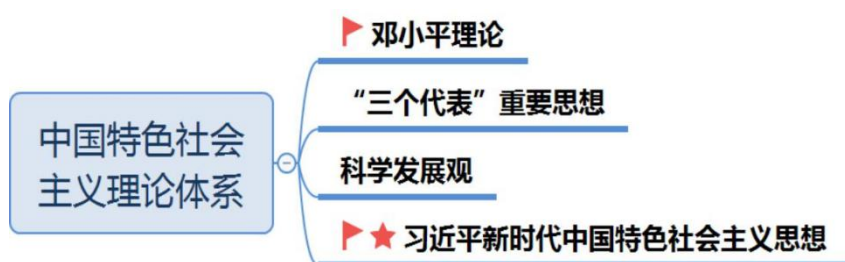 邓小平理论
“三个代表”重要思想
中国特色社会
主义理论体系
科学发展观
习近平新时代中国特色社会主义思想